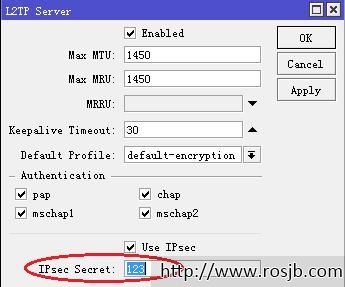 L2TP Server
Enabled
OK
Max MTU: 1450
Cancel
Max MRU: 1450
Apply
MRRU:
Keepalive Timeout: 30
Default Profile: default-encryption
Authentication
pap chap
mschap1 mschap2
Use IPsec
IPsec Secret: 123
http://www.rosjb.com